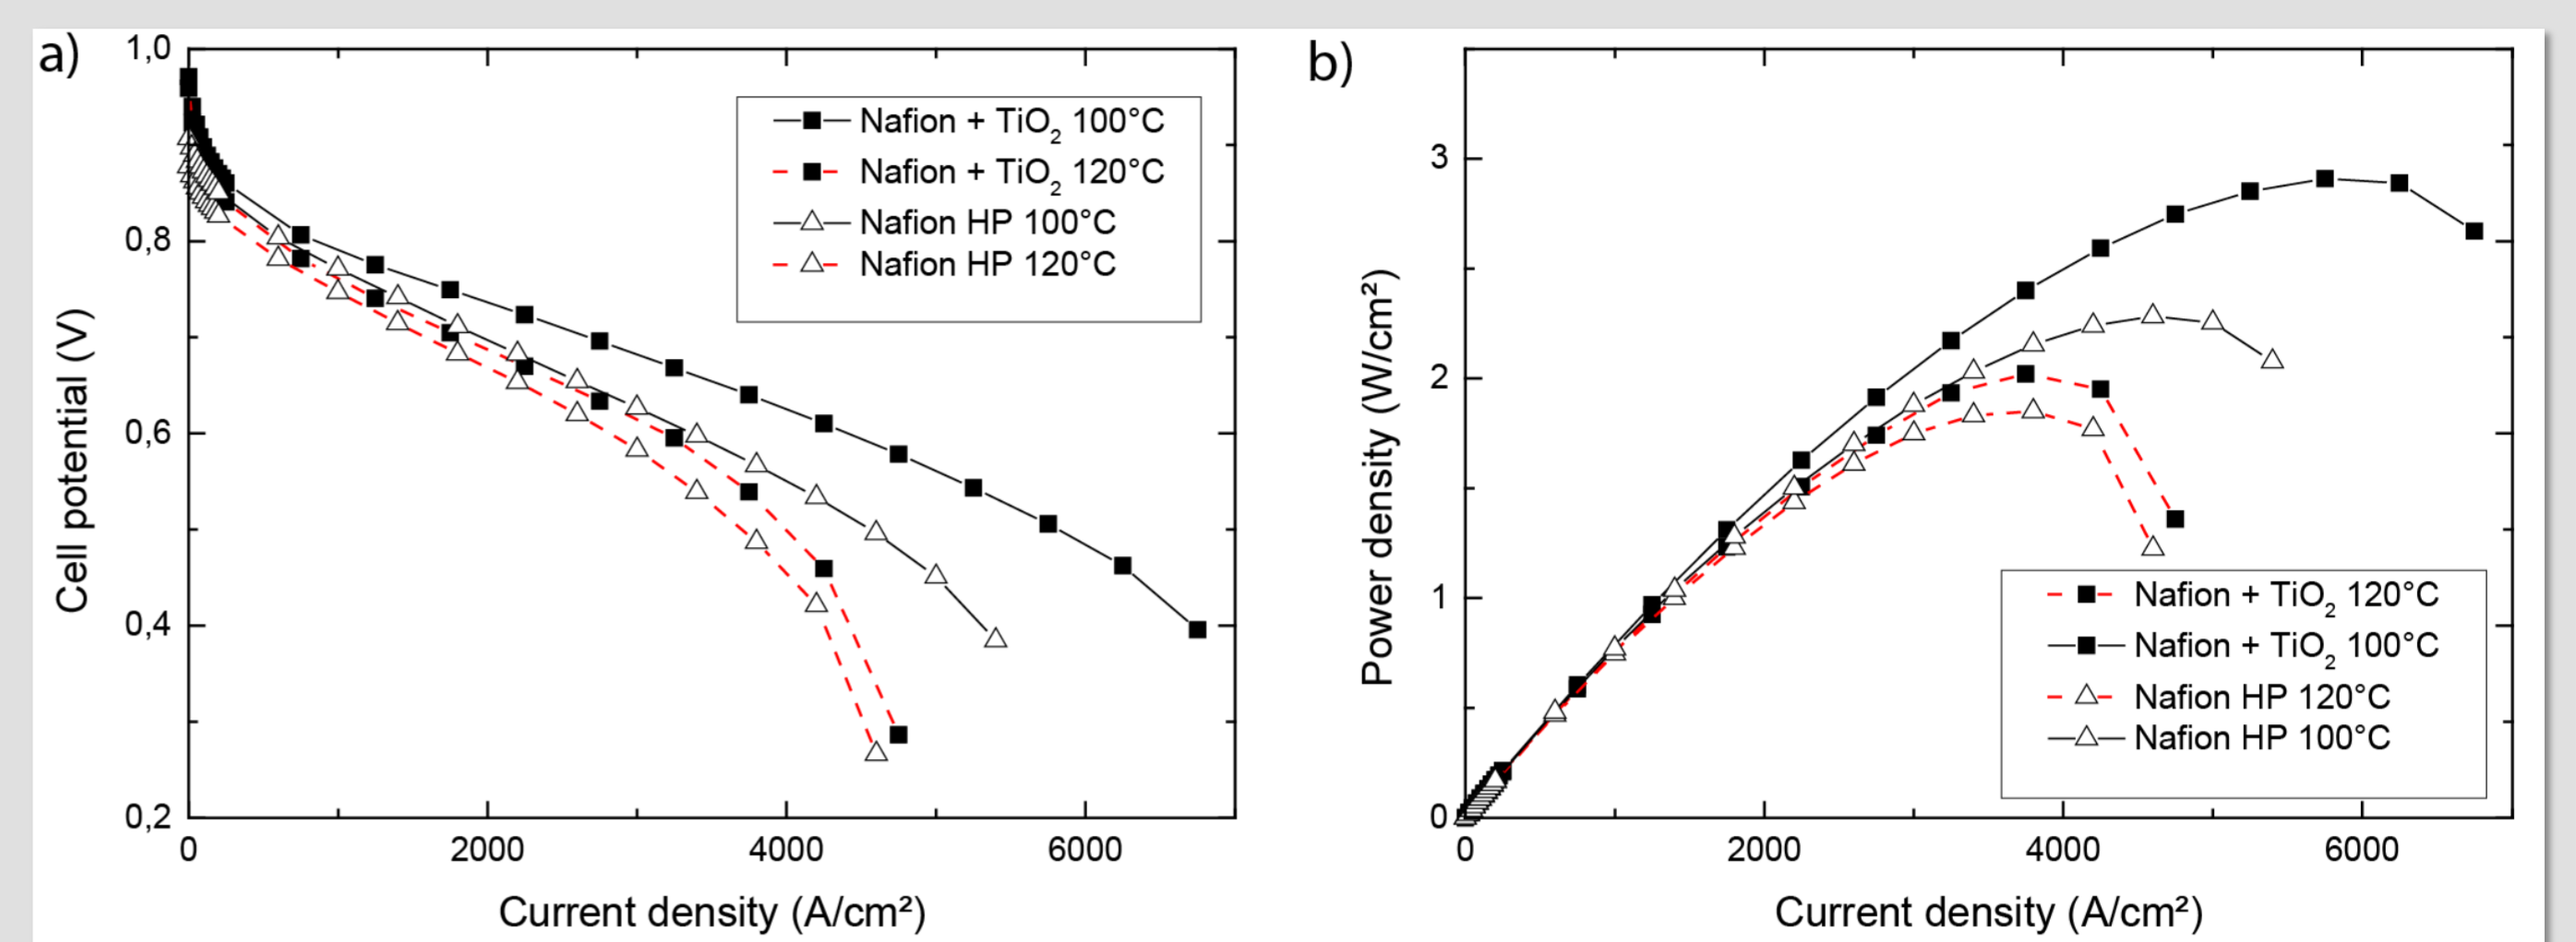 a)
1,0
0,8
0,6
0,4
0,2
Cell potential (V)
Nafion + TiO₂ 100°C
Nafion + TiO₂ 120°C
Nafion HP 100°C
Nafion HP 120°C
0 2000 4000 6000
Current density (A/cm²)
b)
3
2
1
0
Power density (W/cm²)
Nafion + TiO₂ 120°C
Nafion + TiO₂ 100°C
Nafion HP 120°C
Nafion HP 100°C
0 2000 4000 6000
Current density (A/cm²)